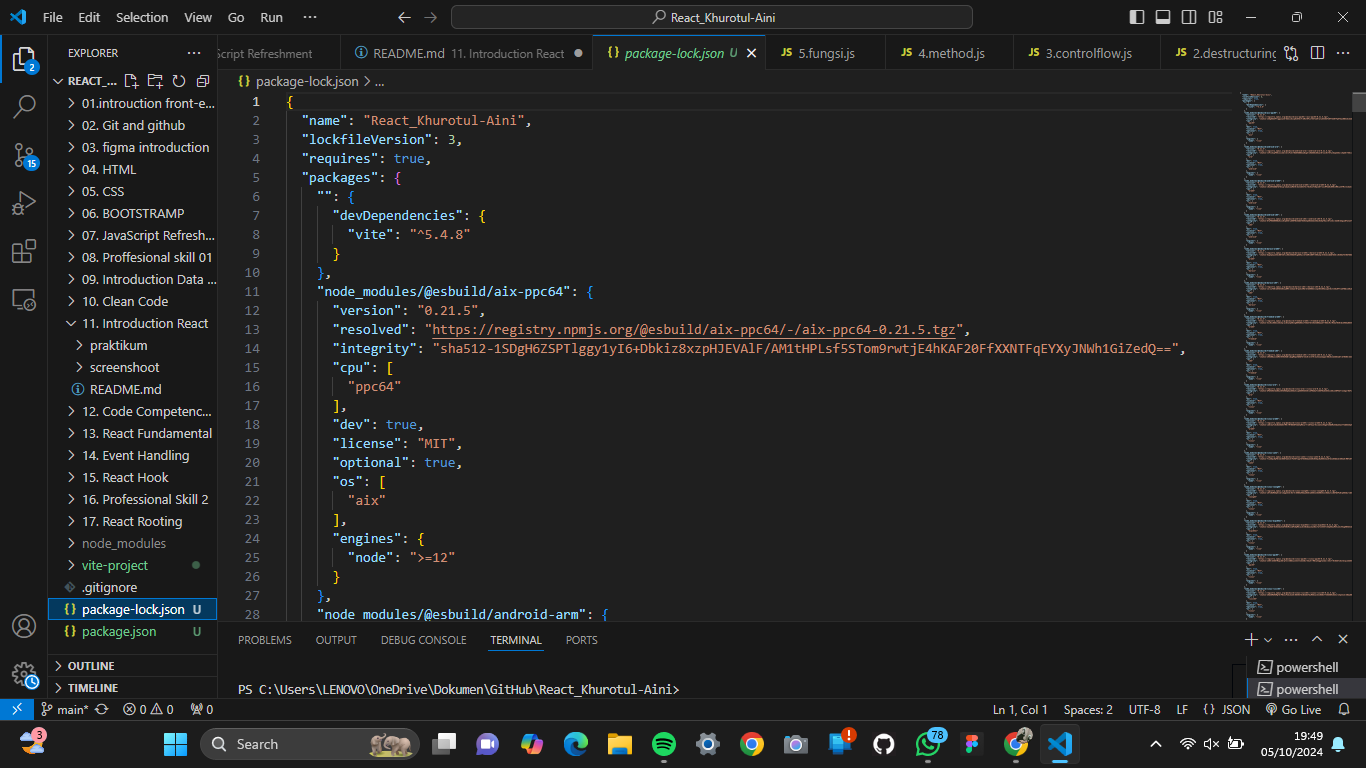 File Edit Selection View Go Run ··· React_Khurotul-Aini
EXPLORER
Script Refreshment README.md 11. Introduction React package-lock.json U 5.fungsi.js 4.method.js 3.controlflow.js 2.destructuring
REACT_...
01.introuction front-e...
02. Git and github
03. figma introduction
04. HTML
05. CSS
06. BOOTSTRAMP
07. JavaScript Refresh...
08. Proffesional skill 01
09. Introduction Data ...
10. Clean Code
11. Introduction React
praktikum
screenshoot
README.md
12. Code Competenc...
13. React Fundamental
14. Event Handling
15. React Hook
16. Professional Skill 2
17. React Rooting
node_modules
vite-project
.gitignore
package-lock.json U
package.json U
OUTLINE
TIMELINE
package-lock.json > ...
1 {
2 "name": "React_Khurotul-Aini",
3 "lockfileVersion": 3,
4 "requires": true,
5 "packages": {
6 "": {
7 "devDependencies": {
8 "vite": "^5.4.8"
9 }
10 },
11 "node_modules/@esbuild/aix-ppc64": {
12 "version": "0.21.5",
13 "resolved": "https://registry.npmjs.org/@esbuild/aix-ppc64/-/aix-ppc64-0.21.5.tgz",
14 "integrity": "sha512-1SDgH6ZSPTlggy1yI6+Dbkiz8xzpHJEVAlF/AM1tHPLsf5STom9rwtjE4hKAF20FfXXNTFqEYXyJNWh1GiZedQ==",
15 "cpu": [
16 "ppc64"
17 ],
18 "dev": true,
19 "license": "MIT",
20 "optional": true,
21 "os": [
22 "aix"
23 ],
24 "engines": {
25 "node": ">=12"
26 }
27 },
28 "node_modules/@esbuild/android-arm": {
PROBLEMS OUTPUT DEBUG CONSOLE TERMINAL PORTS
powershell
powershell
PS C:\Users\LENOVO\OneDrive\Dokumen\GitHub\React_Khurotul-Aini>
main* 0 0 0 Ln 1, Col 1 Spaces: 2 UTF-8 LF {} JSON Go Live
2
15
3
Search
78
19:49
05/10/2024